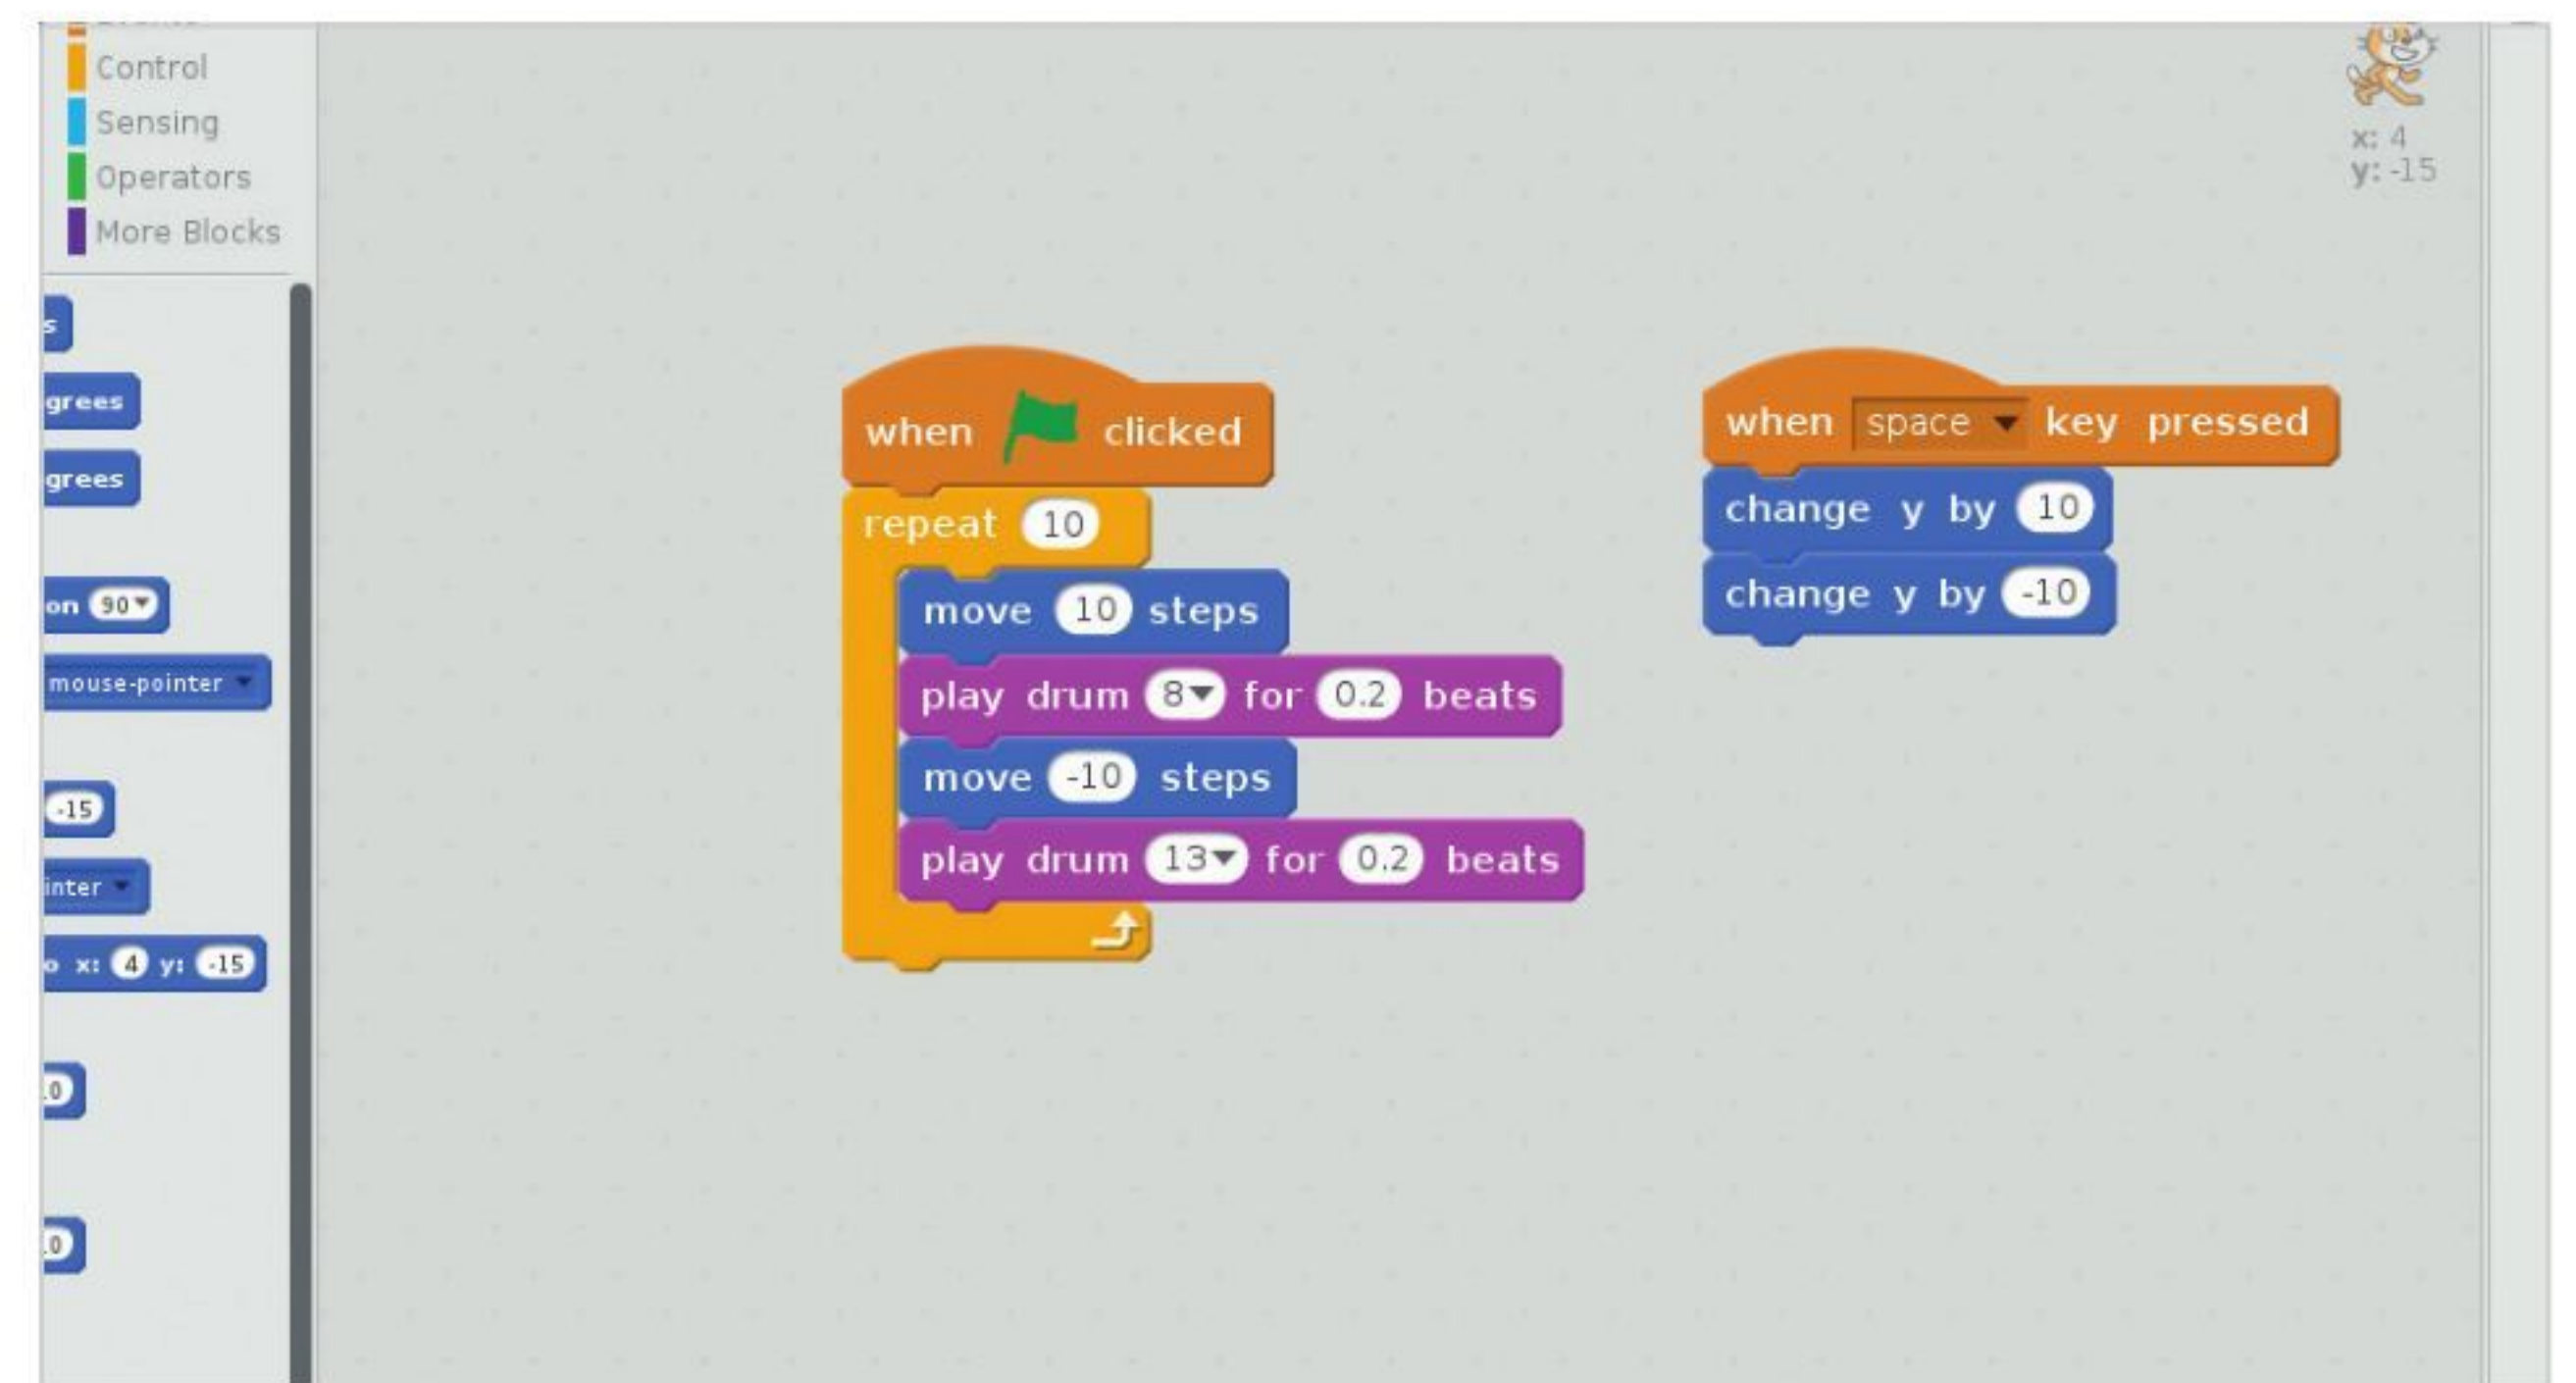 Control
Sensing
Operators
More Blocks
s
grees
grees
on 90
mouse-pointer
-15
inter
o x: 4 y: -15
0
0
when clicked
repeat 10
move 10 steps
play drum 8 for 0.2 beats
move -10 steps
play drum 13 for 0.2 beats
when space key pressed
change y by 10
change y by -10
x: 4
y: -15